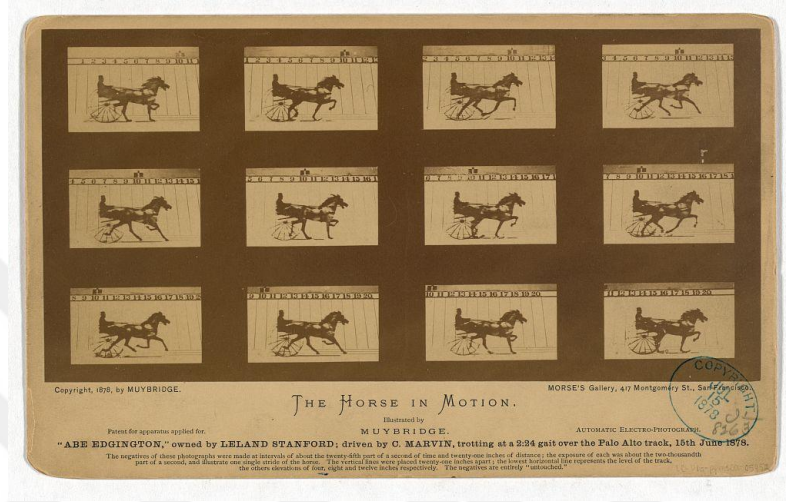 Copyright, 1878, by MUYBRIDGE.
MORSE'S Gallery, 417 Montgomery St., San Francisco.
THE HORSE IN MOTION.
Illustrated by
Patent for apparatus applied for.
MUYBRIDGE.
AUTOMATIC ELECTRO-PHOTOGRAPH.
"ABE EDGINGTON," owned by LELAND STANFORD; driven by C. MARVIN, trotting at a 2:24 gait over the Palo Alto track, 15th June 1878.
The negatives of these photographs were made at intervals of about the twenty-fifth part of a second of time and twenty-one inches of distance; the exposure of each was about the two-thousandth
part of a second, and illustrate one single stride of the horse. The vertical lines were placed twenty-one inches apart; the lowest horizontal line represents the level of the track,
the others elevations of four, eight and twelve inches respectively. The negatives are entirely "untouched."
COPYRIGHT
1878